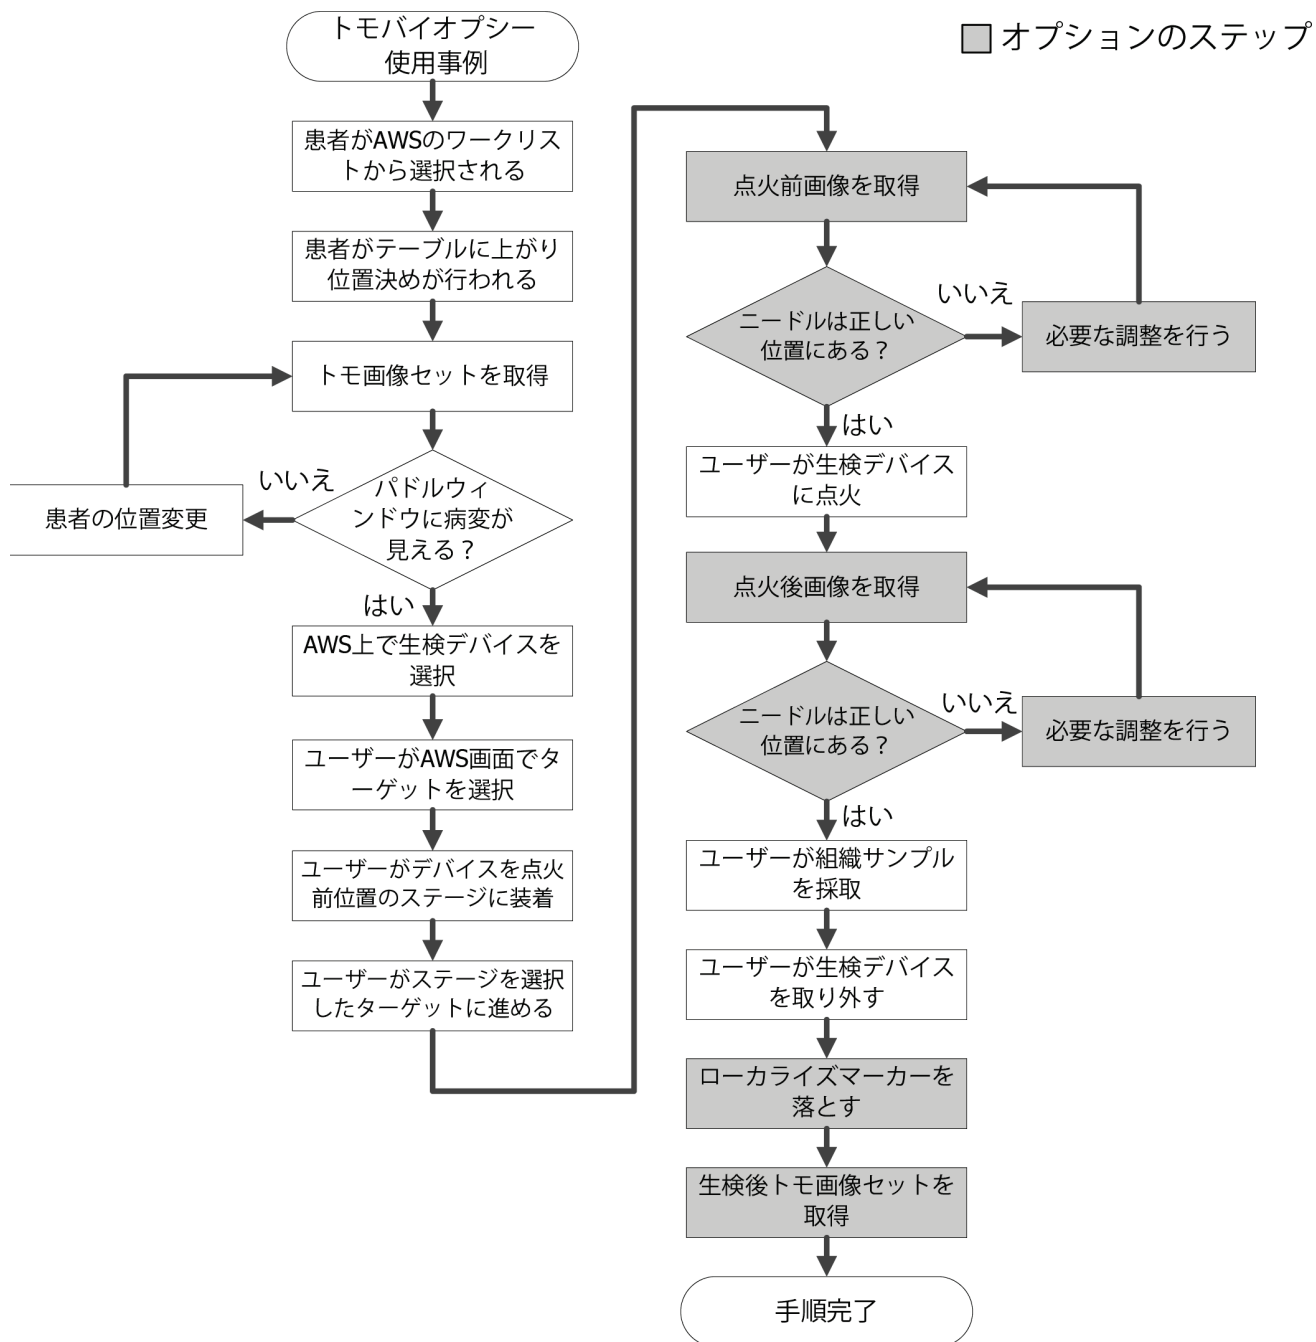 トモバイオプシー
使用事例
オプションのステップ
患者がAWSのワークリス
トから選択される
患者がテーブルに上がり
位置決めが行われる
トモ画像セットを取得
パドルウィ
ンドウに病変が
見える？
いいえ
患者の位置変更
はい
AWS上で生検デバイスを
選択
ユーザーがAWS画面でタ
ーゲットを選択
ユーザーがデバイスを点火
前位置のステージに装着
ユーザーがステージを選択
したターゲットに進める
点火前画像を取得
ニードルは正しい
位置にある？
いいえ
必要な調整を行う
はい
ユーザーが生検デバイス
に点火
点火後画像を取得
ニードルは正しい
位置にある？
いいえ
必要な調整を行う
はい
ユーザーが組織サンプル
を採取
ユーザーが生検デバイス
を取り外す
ローカライズマーカーを
落とす
生検後トモ画像セットを
取得
手順完了